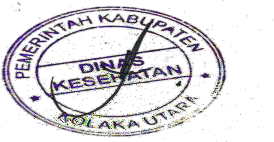 PEMERINTAH KABUPATEN
DINAS
KESEHATAN
KOLAKA UTARA